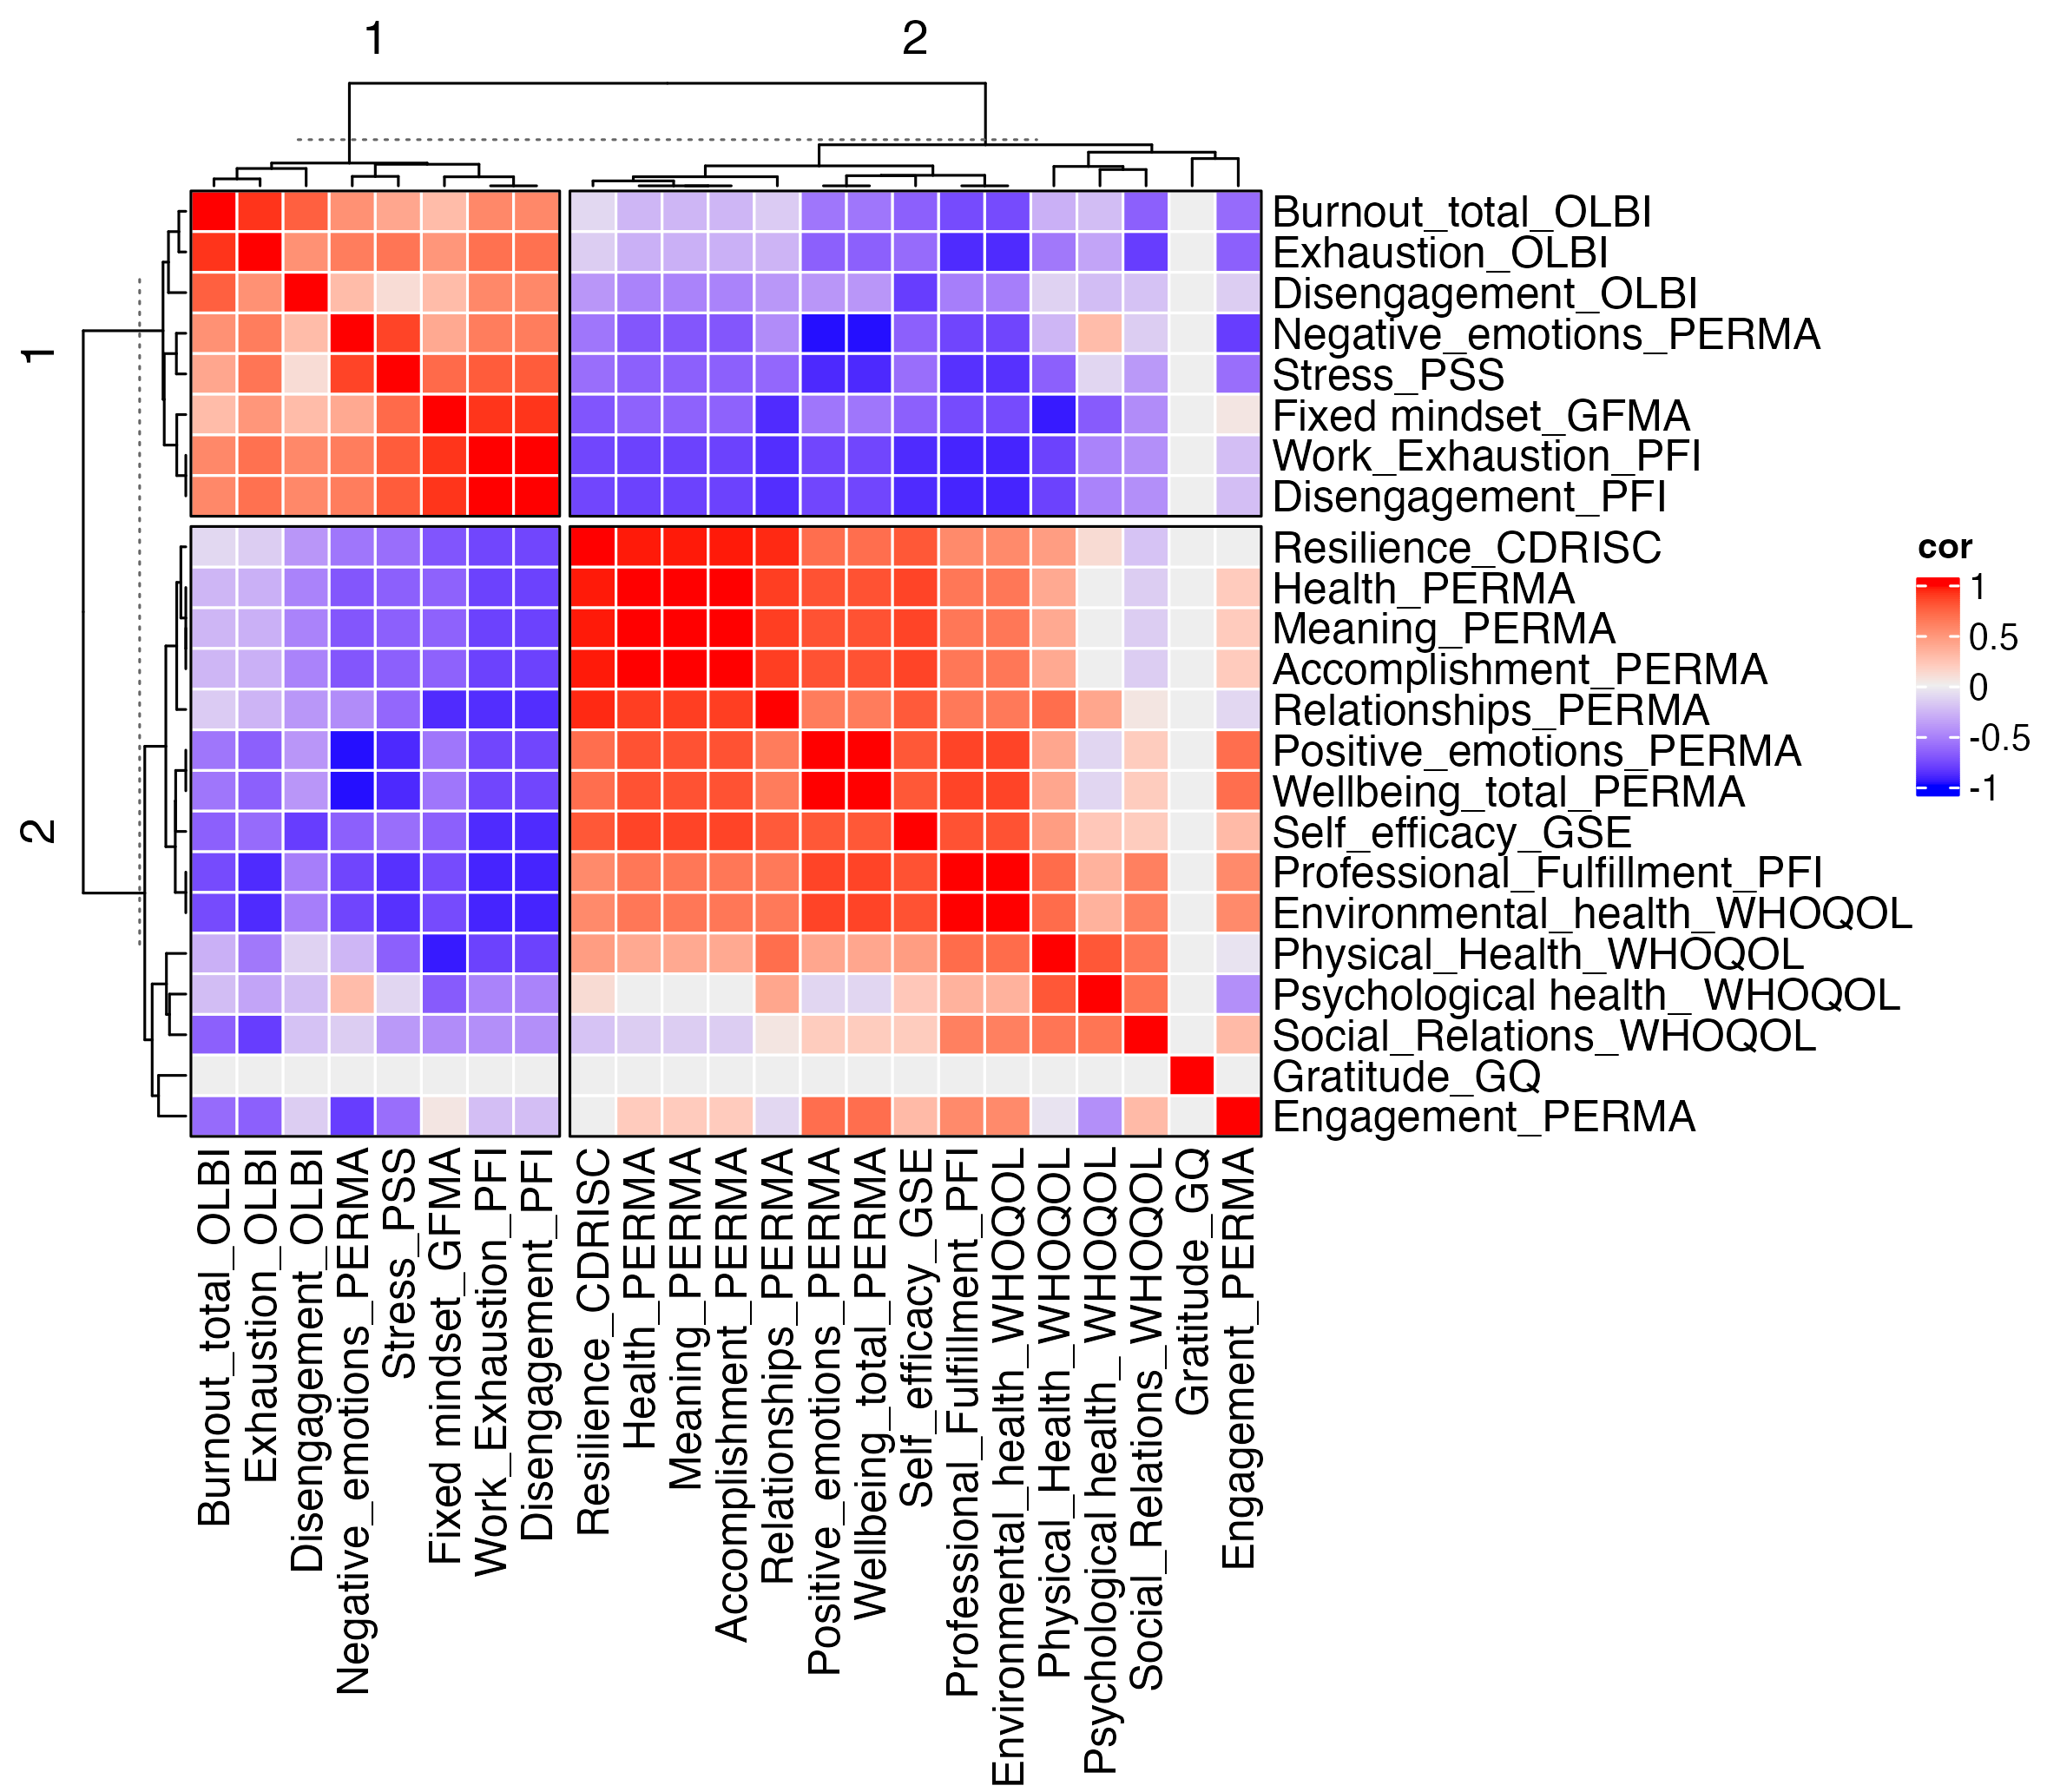 1
2
1
2
Burnout_total_OLBI
Exhaustion_OLBI
Disengagement_OLBI
Negative_emotions_PERMA
Stress_PSS
Fixed mindset_GFMA
Work_Exhaustion_PFI
Disengagement_PFI
Resilience_CDRISC
Health_PERMA
Meaning_PERMA
Accomplishment_PERMA
Relationships_PERMA
Positive_emotions_PERMA
Wellbeing_total_PERMA
Self_efficacy_GSE
Professional_Fulfillment_PFI
Environmental_health_WHOQOL
Physical_Health_WHOQOL
Psychological health_ WHOQOL
Social_Relations_WHOQOL
Gratitude_GQ
Engagement_PERMA
cor
1
0.5
0
-0.5
-1
Burnout_total_OLBI
Exhaustion_OLBI
Disengagement_OLBI
Negative_emotions_PERMA
Stress_PSS
Fixed mindset_GFMA
Work_Exhaustion_PFI
Disengagement_PFI
Resilience_CDRISC
Health_PERMA
Meaning_PERMA
Accomplishment_PERMA
Relationships_PERMA
Positive_emotions_PERMA
Wellbeing_total_PERMA
Self_efficacy_GSE
Professional_Fulfillment_PFI
Environmental_health_WHOQOL
Physical_Health_WHOQOL
Psychological health_ WHOQOL
Social_Relations_WHOQOL
Gratitude_GQ
Engagement_PERMA